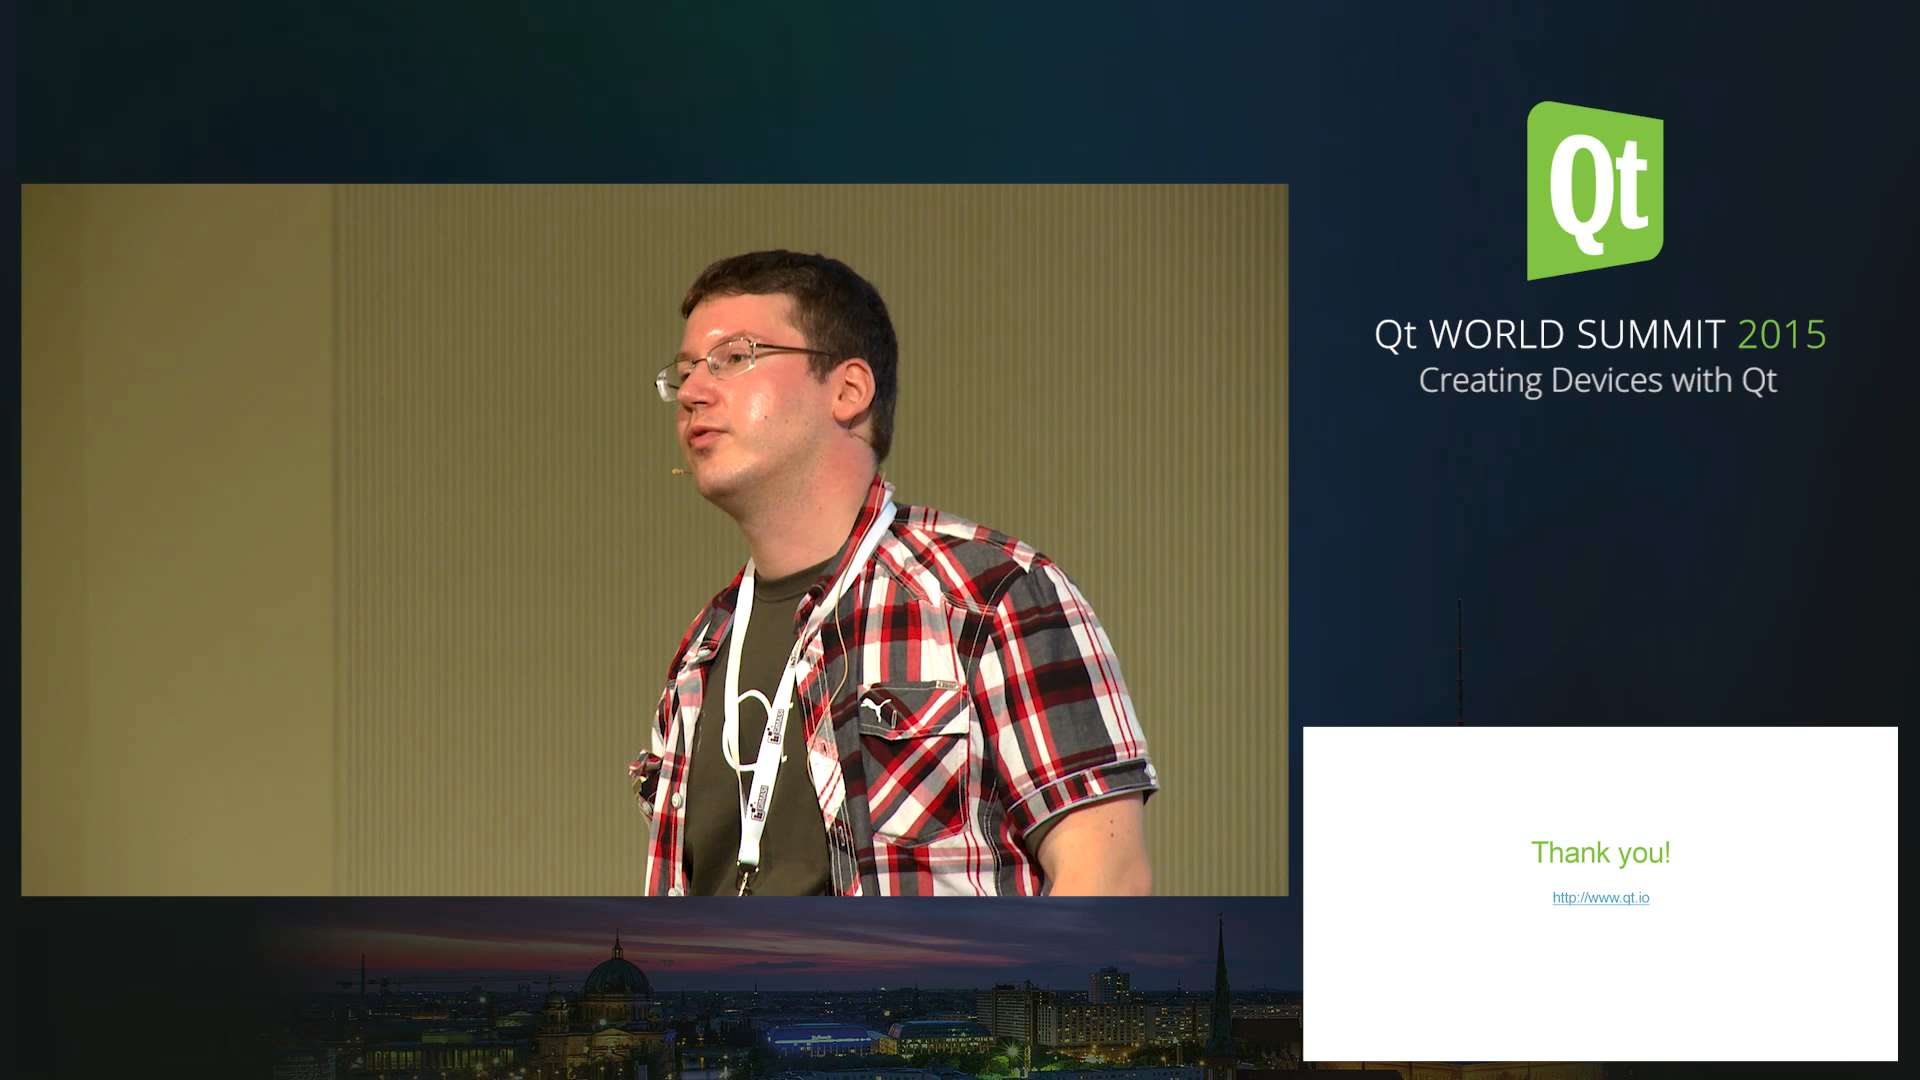 Qt
Qt WORLD SUMMIT 2015
Creating Devices with Qt
Thank you!
http://www.qt.io